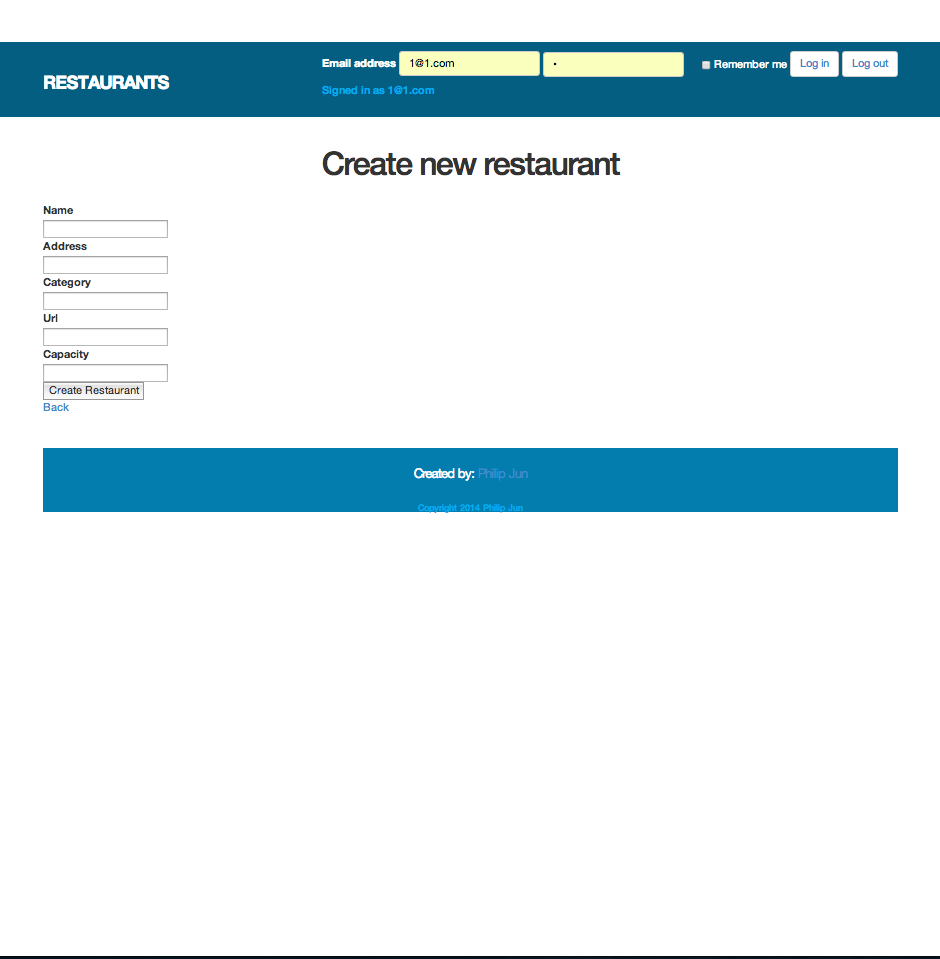 RESTAURANTS
Email address 1@1.com • Remember me Log in Log out
Signed in as 1@1.com
Create new restaurant
Name
Address
Category
Url
Capacity
Create Restaurant
Back
Created by: Philip Jun
Copyright 2014 Philip Jun